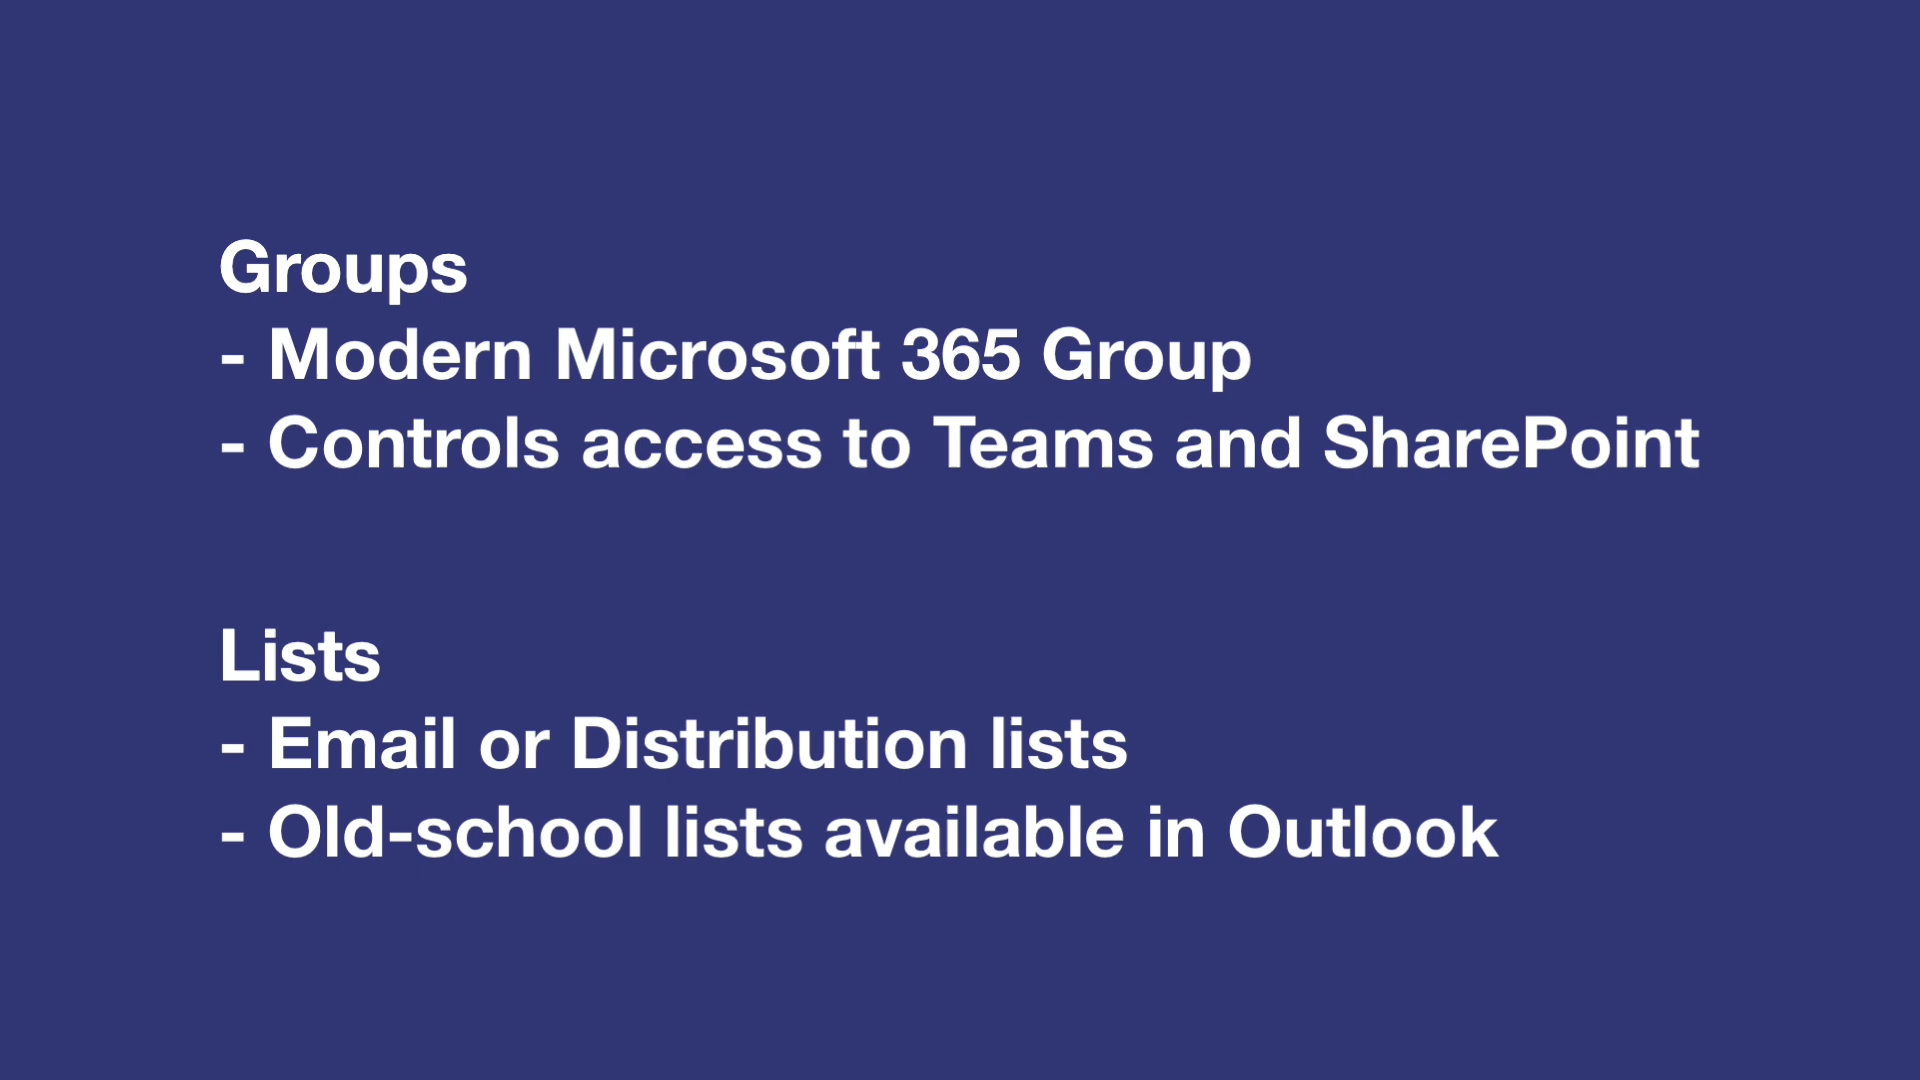 Groups
- Modern Microsoft 365 Group
- Controls access to Teams and SharePoint
Lists
- Email or Distribution lists
- Old-school lists available in Outlook